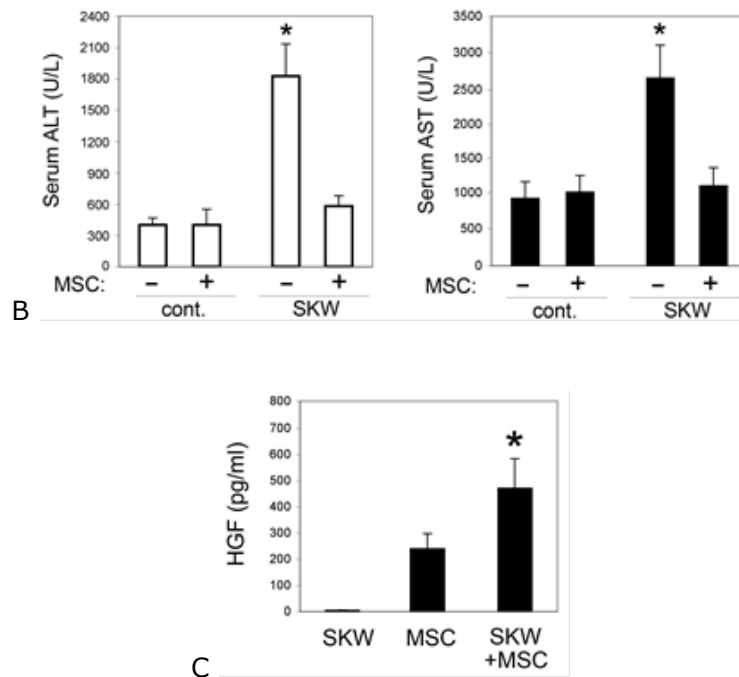 Serum ALT (U/L)
2400
2100
1800
1500
1200
900
600
300
0
*
MSC: – + – +
cont. SKW
Serum AST (U/L)
3500
3000
2500
2000
1500
1000
500
0
*
MSC: – + – +
cont. SKW
B
HGF (pg/ml)
800
700
600
500
400
300
200
100
0
*
SKW MSC SKW
+MSC
C